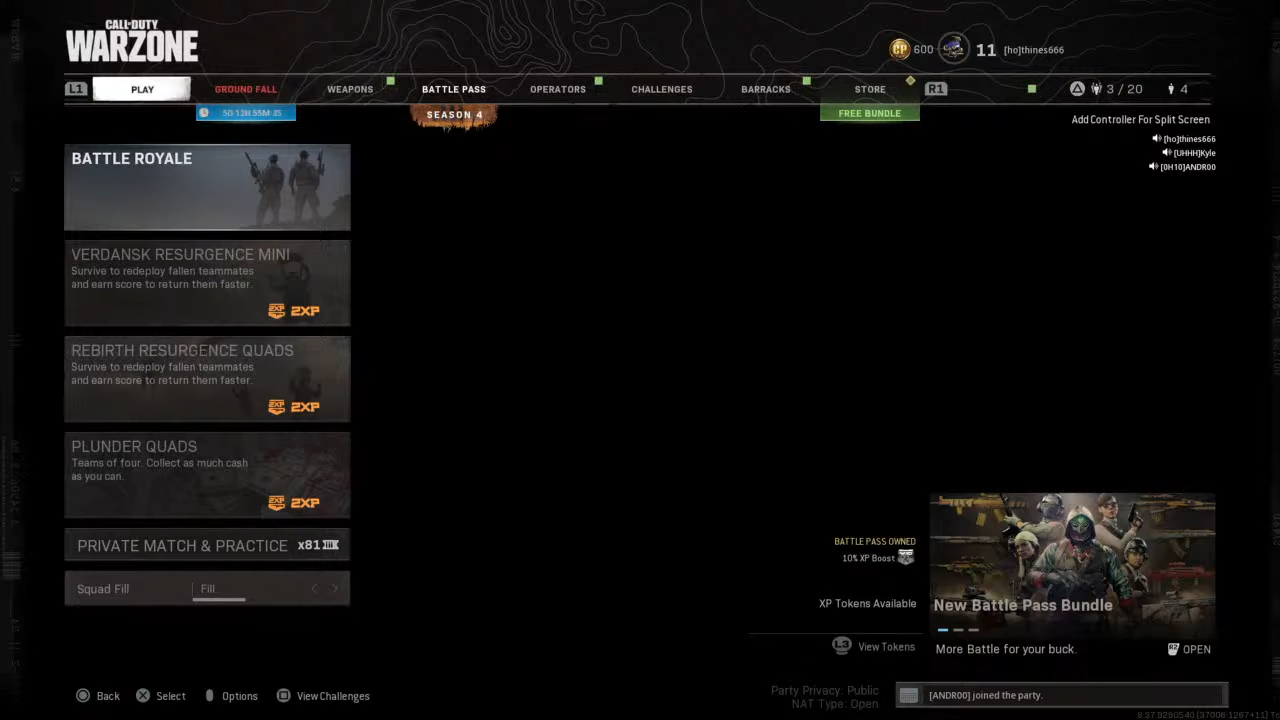 CALL OF DUTY
WARZONE
CP 600 11 [ho]thines666
L1 PLAY GROUND FALL WEAPONS BATTLE PASS OPERATORS CHALLENGES BARRACKS STORE R1 3 / 20 4
SEASON 4
FREE BUNDLE
Add Controller For Split Screen
[ho]thines666
[UHHH]Kyle
[0H10]ANDR00
BATTLE ROYALE
VERDANSK RESURGENCE MINI
Survive to redeploy fallen teammates
and earn score to return them faster.
2XP 2XP
REBIRTH RESURGENCE QUADS
Survive to redeploy fallen teammates
and earn score to return them faster.
2XP 2XP
PLUNDER QUADS
Teams of four. Collect as much cash
as you can.
2XP 2XP
PRIVATE MATCH & PRACTICE x81
Squad Fill Fill
BATTLE PASS OWNED
10% XP Boost
XP Tokens Available
L3 View Tokens
New Battle Pass Bundle
More Battle for your buck.
R2 OPEN
Back Select Options View Challenges
Party Privacy: Public
NAT Type: Open
[ANDR00] joined the party.